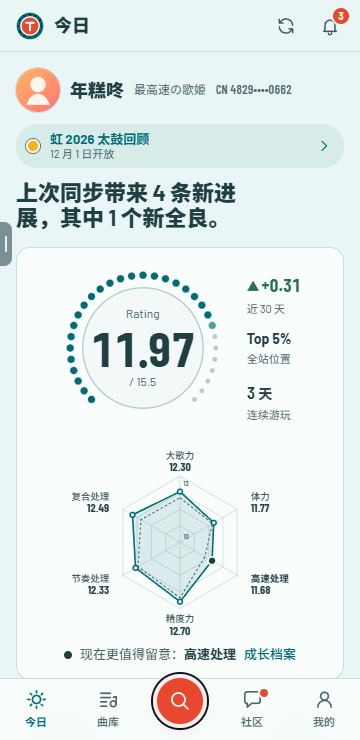 今日
3
年糕咚 最高速の歌姫 CN 4829••••0662
虹 2026 太鼓回顾
12 月 1 日开放
上次同步带来 4 条新进
展，其中 1 个新全良。
Rating
11.97
/ 15.5
▲+0.31
近 30 天
Top 5%
全站位置
3 天
连续游玩
大歌力
12.30
复合处理
12.49
体力
11.77
13
10
节奏处理
12.33
高速处理
11.68
精度力
12.70
现在更值得留意：高速处理 成长档案
今日
曲库
社区
我的